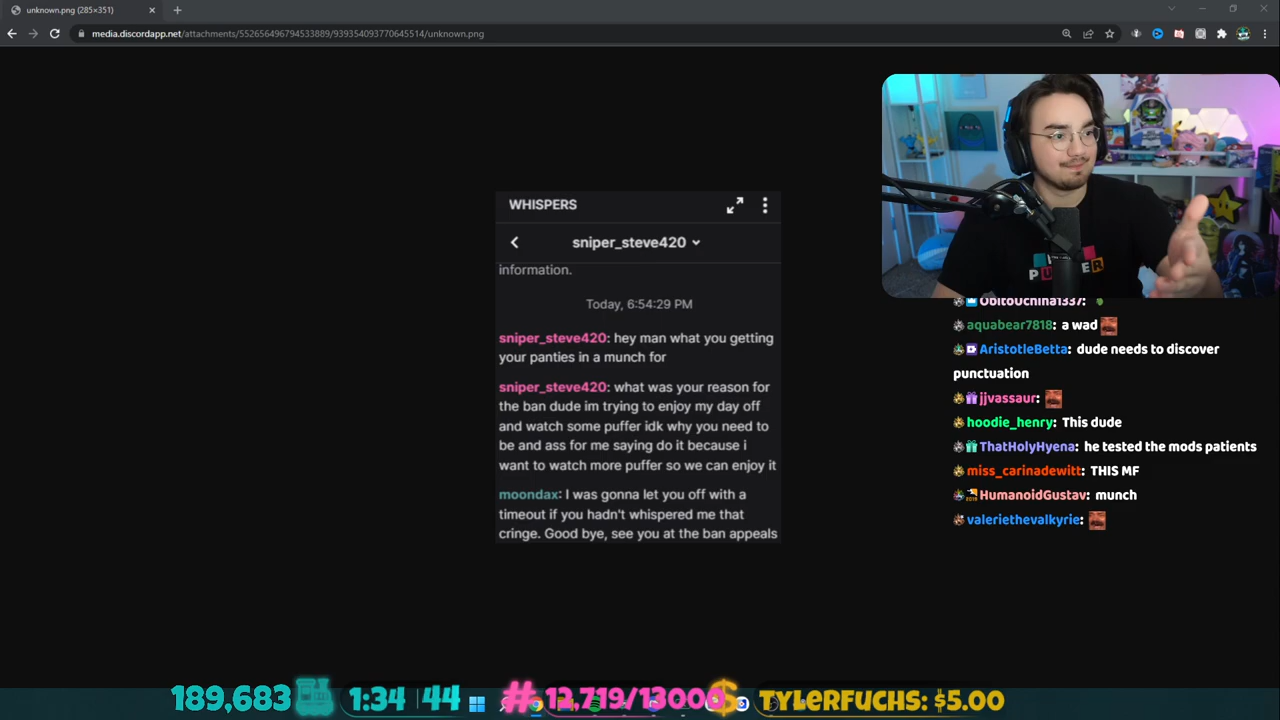 unknown.png (285×351)
media.discordapp.net/attachments/552656496794533889/939354093770645514/unknown.png
WHISPERS
sniper_steve420
information.
Today, 6:54:29 PM
sniper_steve420: hey man what you getting
your panties in a munch for
sniper_steve420: what was your reason for
the ban dude im trying to enjoy my day off
and watch some puffer idk why you need to
be and ass for me saying do it because i
want to watch more puffer so we can enjoy it
moondax: I was gonna let you off with a
timeout if you hadn't whispered me that
cringe. Good bye, see you at the ban appeals
ObitoUchiha1337:
aquabear7818: a wad
AristotleBetta: dude needs to discover
punctuation
jjvassaur:
hoodie_henry: This dude
ThatHolyHyena: he tested the mods patients
miss_carinadewitt: THIS MF
HumanoidGustav: munch
valeriethevalkyrie:
189,683 1:34 44 # 12,719/13000 $ TYLERFUCHS: $5.00